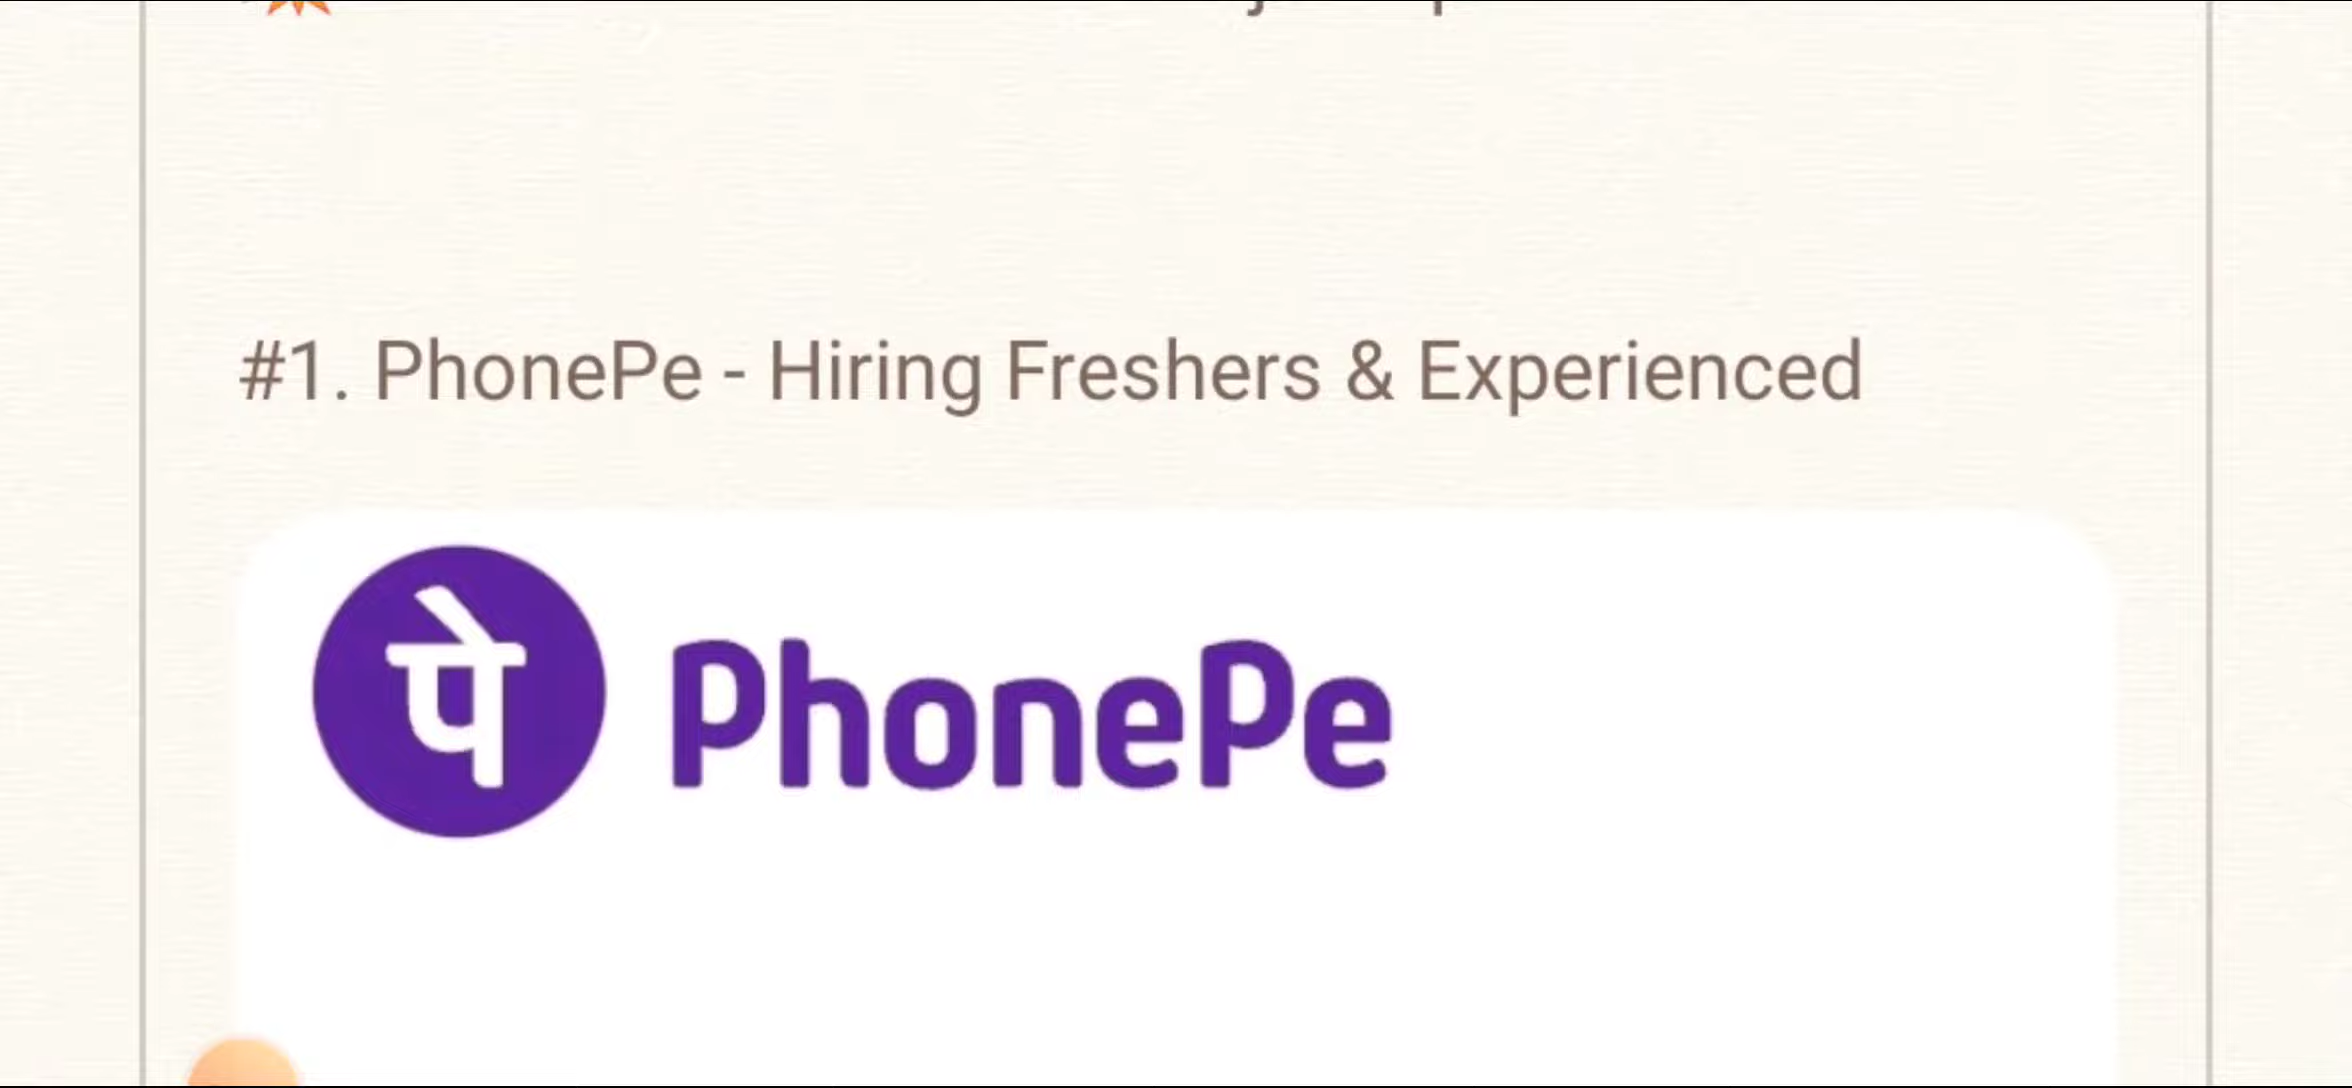 #1. PhonePe - Hiring Freshers & Experienced
पे PhonePe